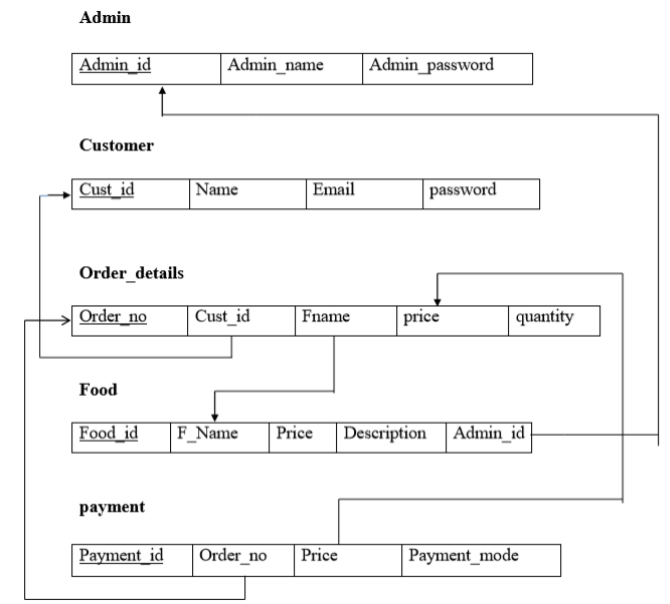 Admin
Admin_id Admin_name Admin_password
Customer
Cust_id Name Email password
Order_details
Order_no Cust_id Fname price quantity
Food
Food_id F_Name Price Description Admin_id
payment
Payment_id Order_no Price Payment_mode